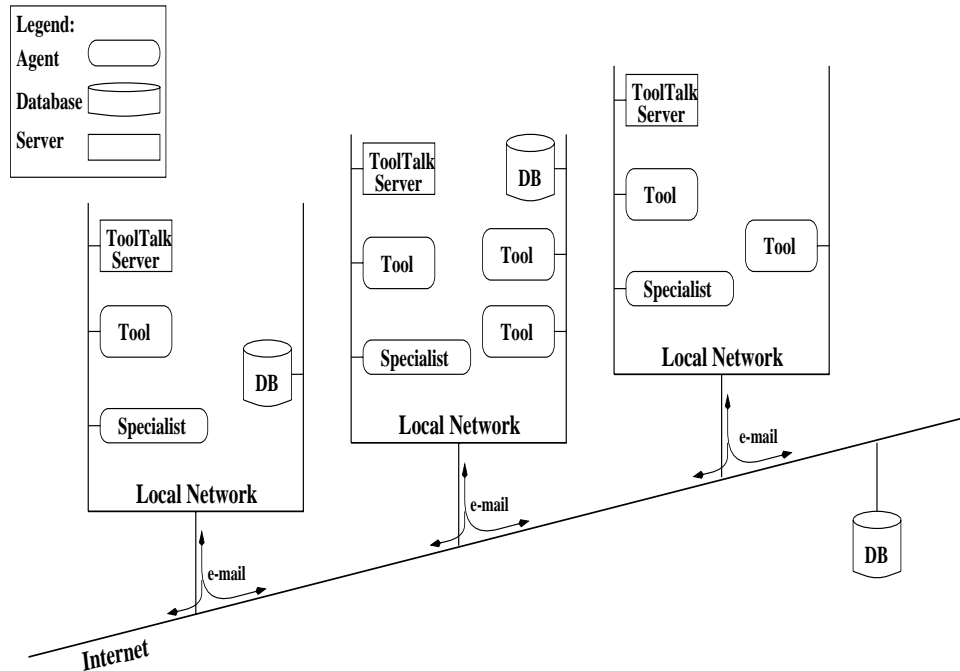 Legend:
Agent
Database
Server
ToolTalk
Server
Tool
DB
Specialist
Local Network
e-mail
ToolTalk
Server
DB
Tool
Tool
Tool
Specialist
Local Network
e-mail
ToolTalk
Server
Tool
Tool
Specialist
Local Network
e-mail
DB
Internet